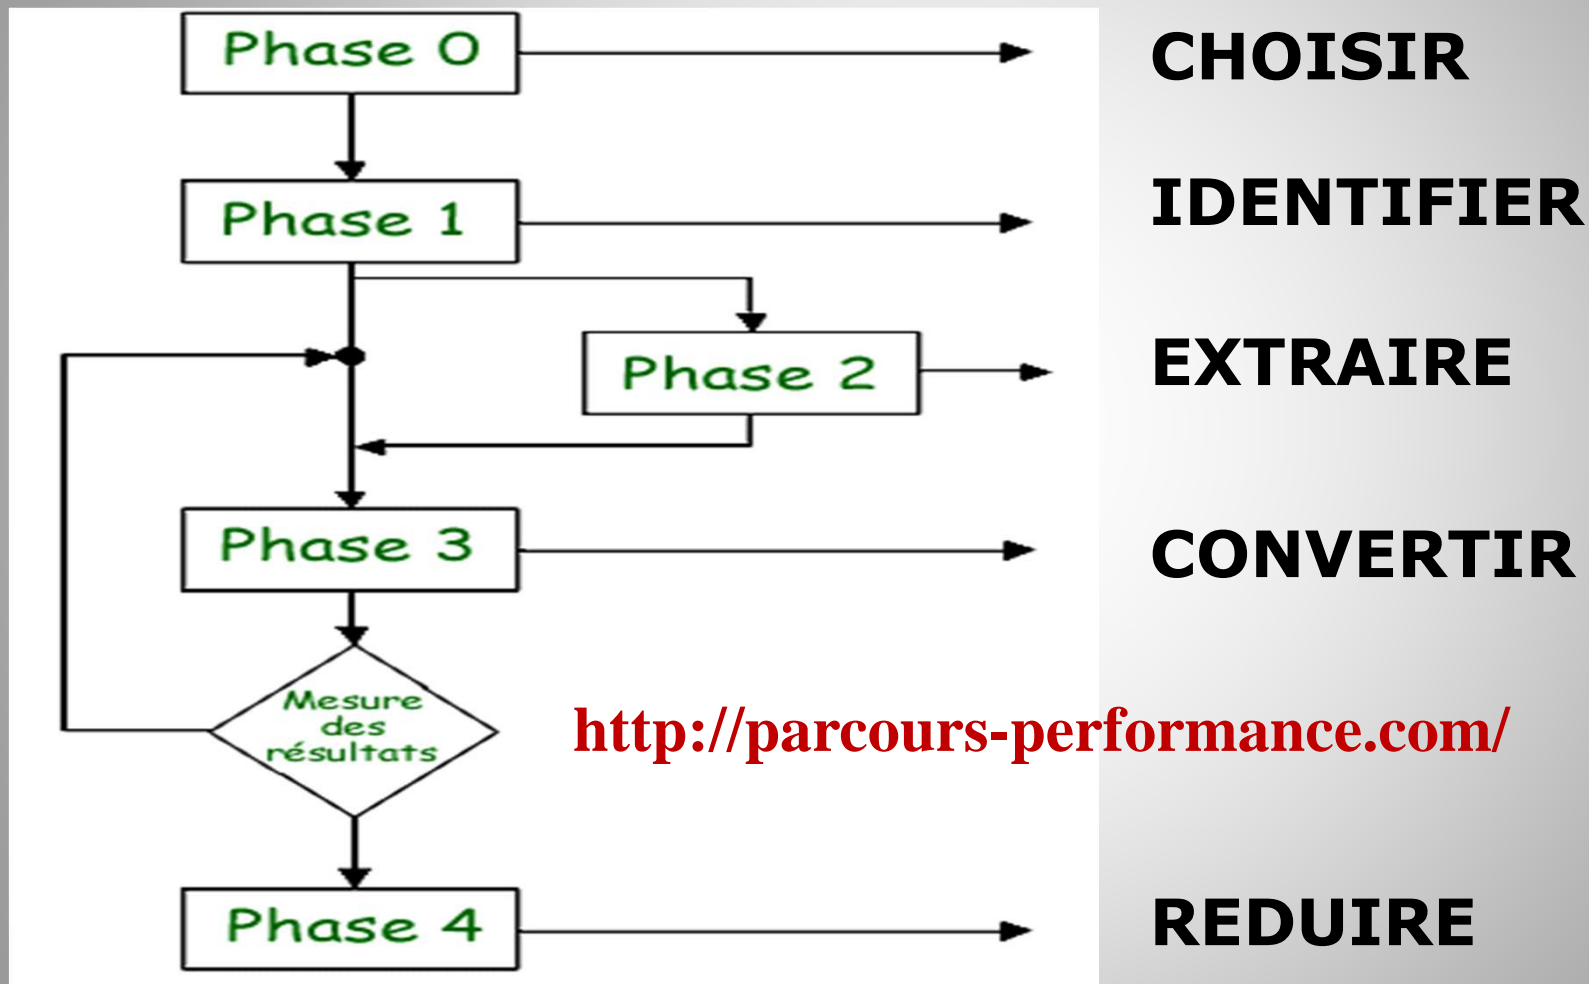 Phase 0
CHOISIR
Phase 1
IDENTIFIER
Phase 2
EXTRAIRE
Phase 3
CONVERTIR
Mesure
des
résultats
http://parcours-performance.com/
Phase 4
REDUIRE